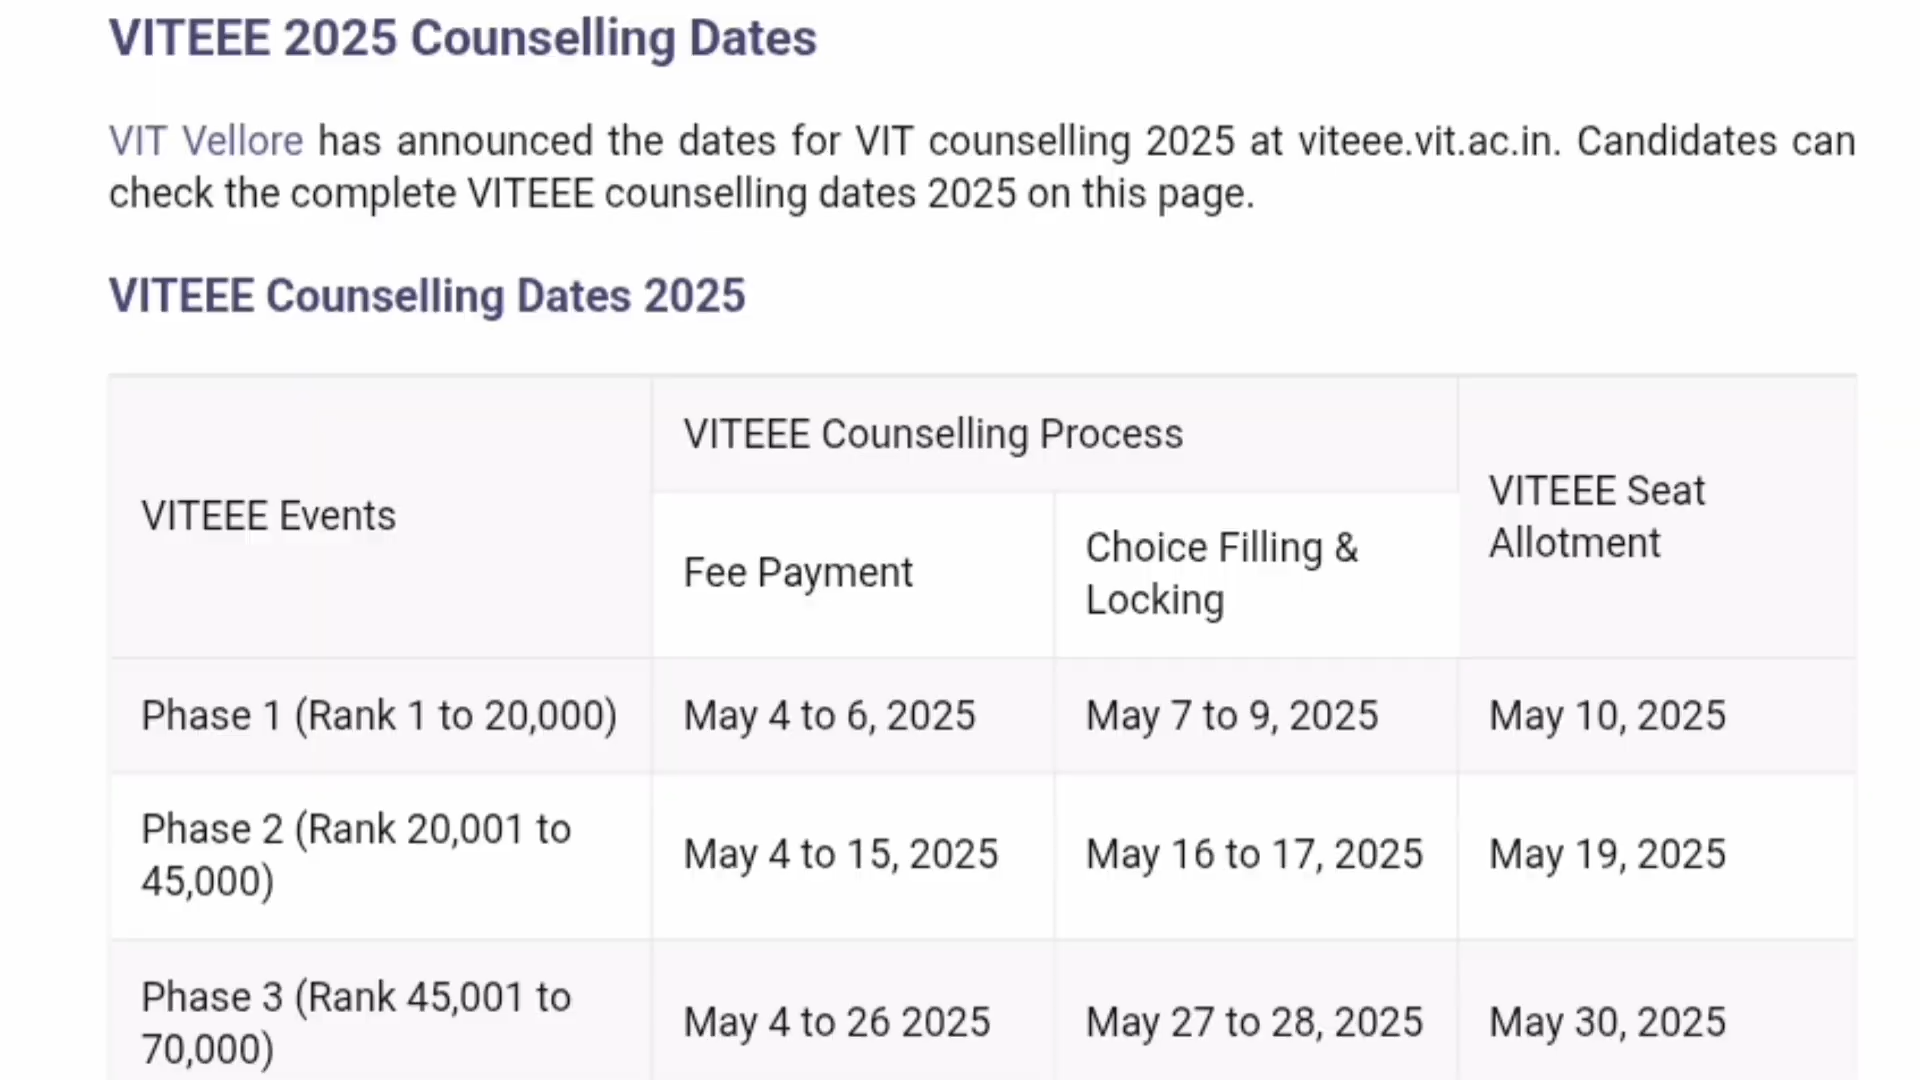 VITEEE 2025 Counselling Dates
VIT Vellore has announced the dates for VIT counselling 2025 at viteee.vit.ac.in. Candidates can
check the complete VITEEE counselling dates 2025 on this page.
VITEEE Counselling Dates 2025
VITEEE Events
VITEEE Counselling Process
VITEEE Seat
Allotment
Fee Payment
Choice Filling &
Locking
Phase 1 (Rank 1 to 20,000)
May 4 to 6, 2025
May 7 to 9, 2025
May 10, 2025
Phase 2 (Rank 20,001 to
45,000)
May 4 to 15, 2025
May 16 to 17, 2025
May 19, 2025
Phase 3 (Rank 45,001 to
70,000)
May 4 to 26 2025
May 27 to 28, 2025
May 30, 2025